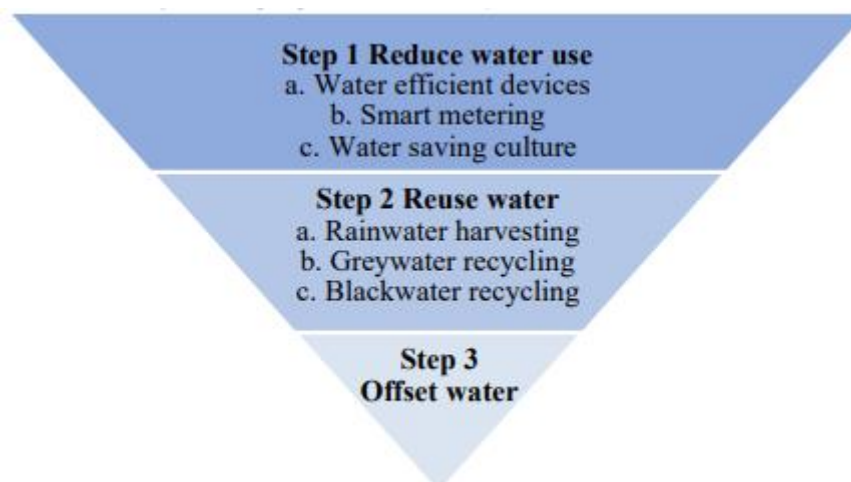 Step 1 Reduce water use
a. Water efficient devices
b. Smart metering
c. Water saving culture
Step 2 Reuse water
a. Rainwater harvesting
b. Greywater recycling
c. Blackwater recycling
Step 3
Offset water